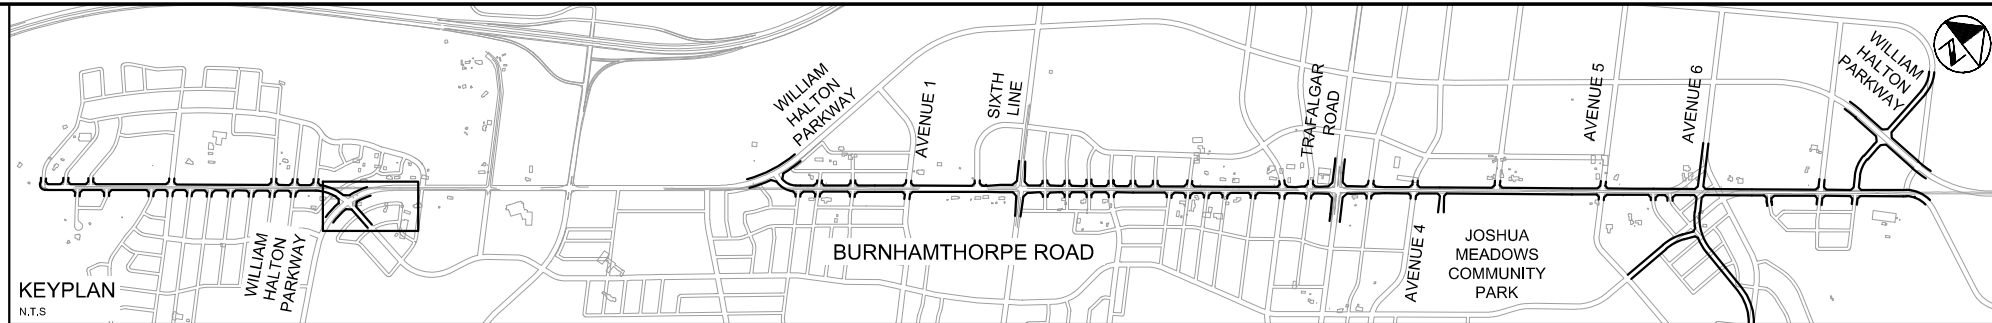 WILLIAM
HALTON
PARKWAY
AVENUE 1
SIXTH
LINE
TRAFALGAR
ROAD
AVENUE 5
AVENUE 6
WILLIAM
HALTON
PARKWAY
N
WILLIAM
HALTON
PARKWAY
BURNHAMTHORPE ROAD
AVENUE 4
JOSHUA
MEADOWS
COMMUNITY
PARK
KEYPLAN
N.T.S